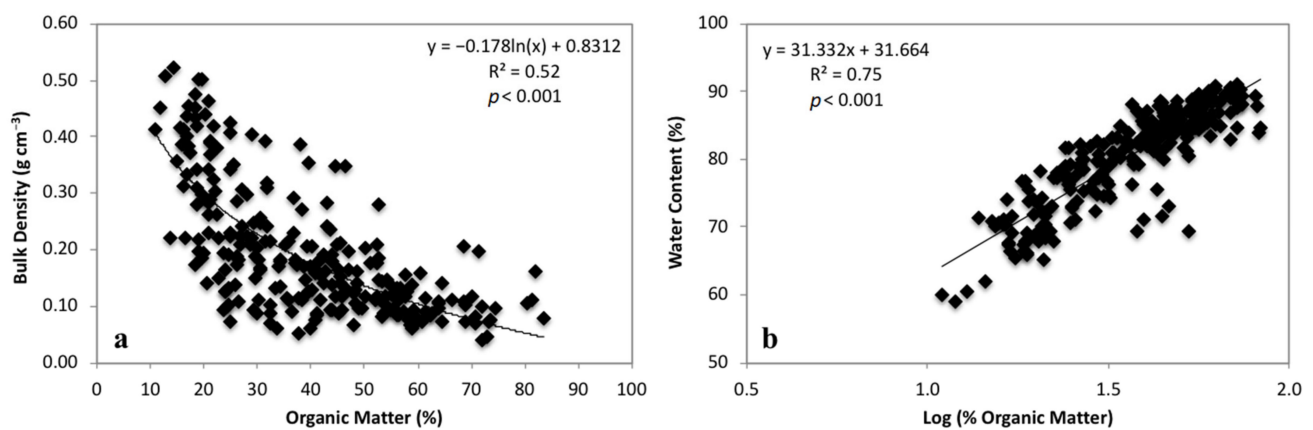 0.60
0.50
0.40
0.30
0.20
0.10
0.00
Bulk Density (g cm⁻³)
y = −0.178ln(x) + 0.8312
R² = 0.52
p < 0.001
a
0 10 20 30 40 50 60 70 80 90 100
Organic Matter (%)
100
90
80
70
60
50
Water Content (%)
y = 31.332x + 31.664
R² = 0.75
p < 0.001
b
0.5 1.0 1.5 2.0
Log (% Organic Matter)